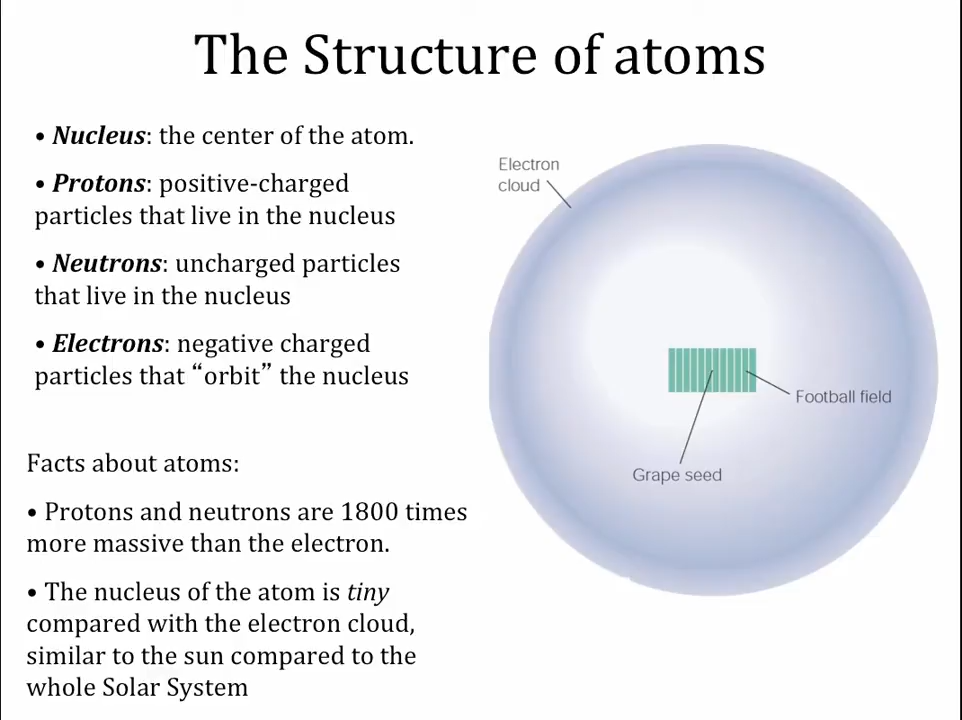 The Structure of atoms
• Nucleus: the center of the atom.
• Protons: positive-charged
particles that live in the nucleus
• Neutrons: uncharged particles
that live in the nucleus
• Electrons: negative charged
particles that “orbit” the nucleus
Facts about atoms:
• Protons and neutrons are 1800 times
more massive than the electron.
• The nucleus of the atom is tiny
compared with the electron cloud,
similar to the sun compared to the
whole Solar System
Electron
cloud
Football field
Grape seed